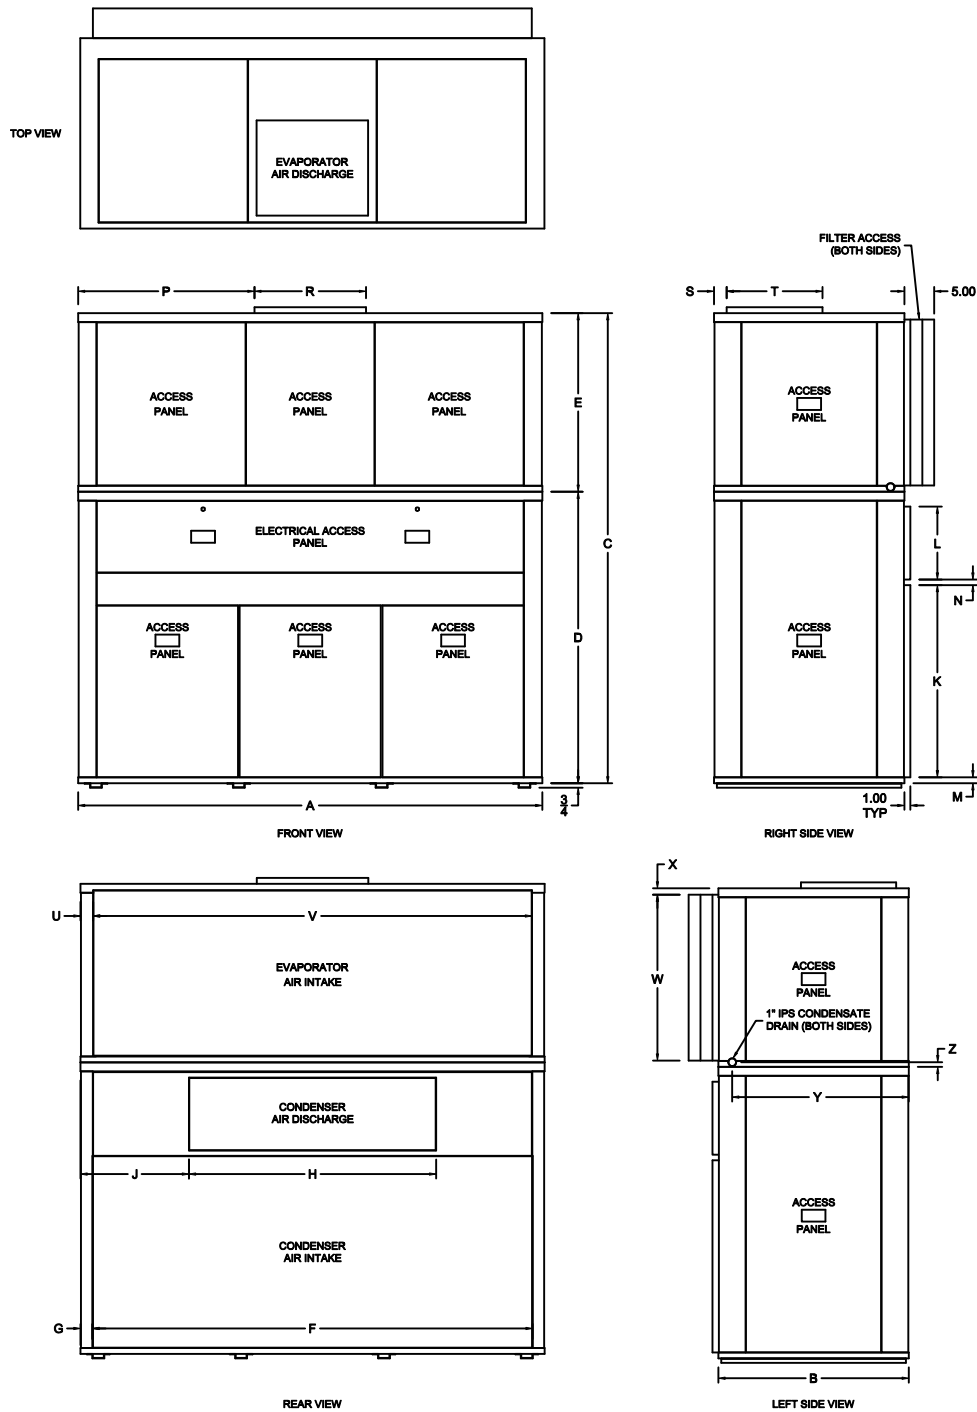 TOP VIEW
EVAPORATOR
AIR DISCHARGE
FILTER ACCESS
(BOTH SIDES)
P
R
S
T
5.00
ACCESS
PANEL
ACCESS
PANEL
ACCESS
PANEL
E
ACCESS
PANEL
ELECTRICAL ACCESS
PANEL
C
L
N
ACCESS
PANEL
ACCESS
PANEL
ACCESS
PANEL
D
ACCESS
PANEL
K
A
3
4
1.00
TYP
M
FRONT VIEW
RIGHT SIDE VIEW
X
U
V
EVAPORATOR
AIR INTAKE
W
ACCESS
PANEL
1" IPS CONDENSATE
DRAIN (BOTH SIDES)
Z
CONDENSER
AIR DISCHARGE
Y
J
H
ACCESS
PANEL
CONDENSER
AIR INTAKE
G
F
B
REAR VIEW
LEFT SIDE VIEW